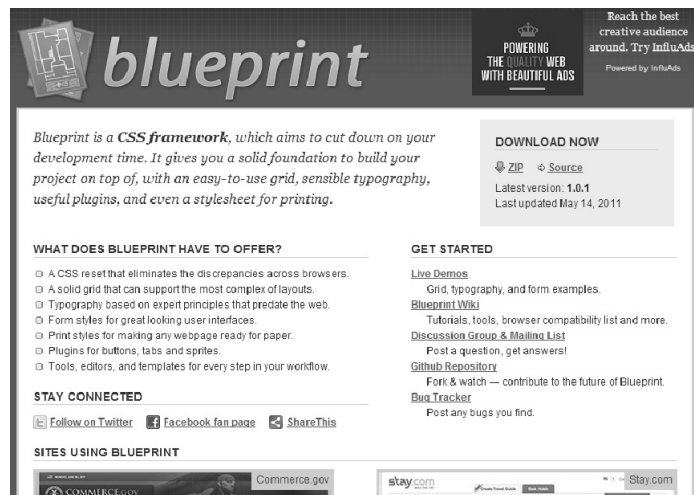 blueprint
POWERING
THE QUALITY WEB
WITH BEAUTIFUL ADS
Reach the best
creative audience
around. Try InfluAds
Powered by InfluAds
Blueprint is a CSS framework, which aims to cut down on your
development time. It gives you a solid foundation to build your
project on top of, with an easy-to-use grid, sensible typography,
useful plugins, and even a stylesheet for printing.
DOWNLOAD NOW
ZIP Source
Latest version: 1.0.1
Last updated May 14, 2011
WHAT DOES BLUEPRINT HAVE TO OFFER?
A CSS reset that eliminates the discrepancies across browsers.
A solid grid that can support the most complex of layouts.
Typography based on expert principles that predate the web.
Form styles for great looking user interfaces.
Print styles for making any webpage ready for paper.
Plugins for buttons, tabs and sprites.
Tools, editors, and templates for every step in your workflow.
GET STARTED
Live Demos
Grid, typography, and form examples.
Blueprint Wiki
Tutorials, tools, browser compatibility list and more.
Discussion Group & Mailing List
Post a question, get answers!
Github Repository
Fork & watch — contribute to the future of Blueprint.
Bug Tracker
Post any bugs you find.
STAY CONNECTED
Follow on Twitter Facebook fan page ShareThis
SITES USING BLUEPRINT
Commerce.gov
COMMERCE.GOV
stay.com
Create Travel Guide
Stay.com